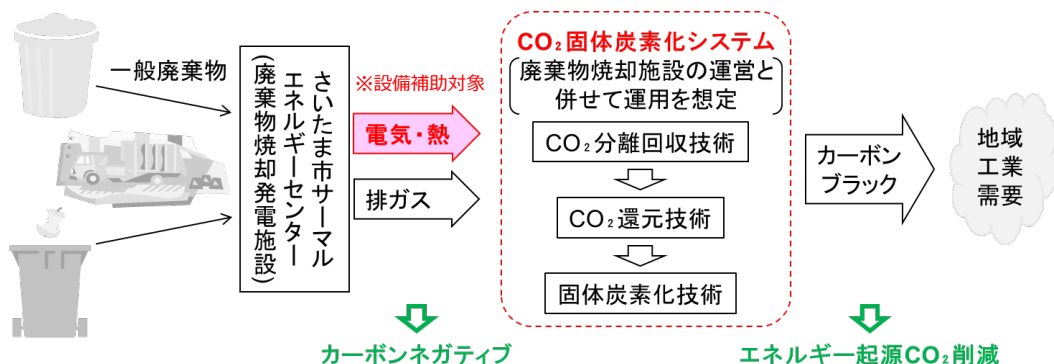 一般廃棄物
さいたま市サーマル
エネルギーセンター
(廃棄物焼却発電施設)
※設備補助対象
電気・熱
排ガス
CO₂固体炭素化システム
廃棄物焼却施設の運営と
併せて運用を想定
CO₂分離回収技術
CO₂還元技術
固体炭素化技術
カーボン
ブラック
地域
工業
需要
カーボンネガティブ
エネルギー起源CO₂削減